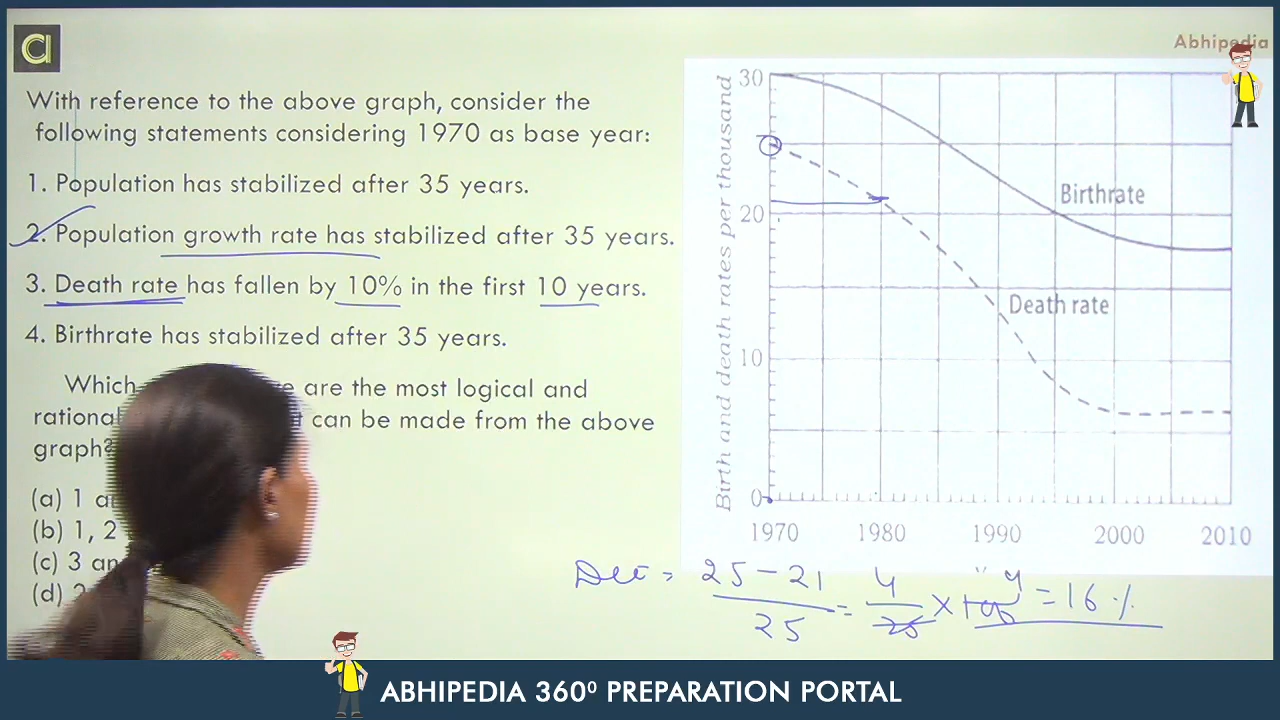 a
Abhipedia
With reference to the above graph, consider the
following statements considering 1970 as base year:
1. Population has stabilized after 35 years.
2. Population growth rate has stabilized after 35 years.
3. Death rate has fallen by 10% in the first 10 years.
4. Birthrate has stabilized after 35 years.
Which are the most logical and
rational can be made from the above
graph?
(a) 1
(b) 1, 2
(c) 3
(d)
Birth and death rates per thousand
30
20
10
0
Birthrate
Death rate
1970 1980 1990 2000 2010
= 25 - 21 / 25 = 4 / 25 × 100 4 = 16 %
ABHIPEDIA 360⁰ PREPARATION PORTAL